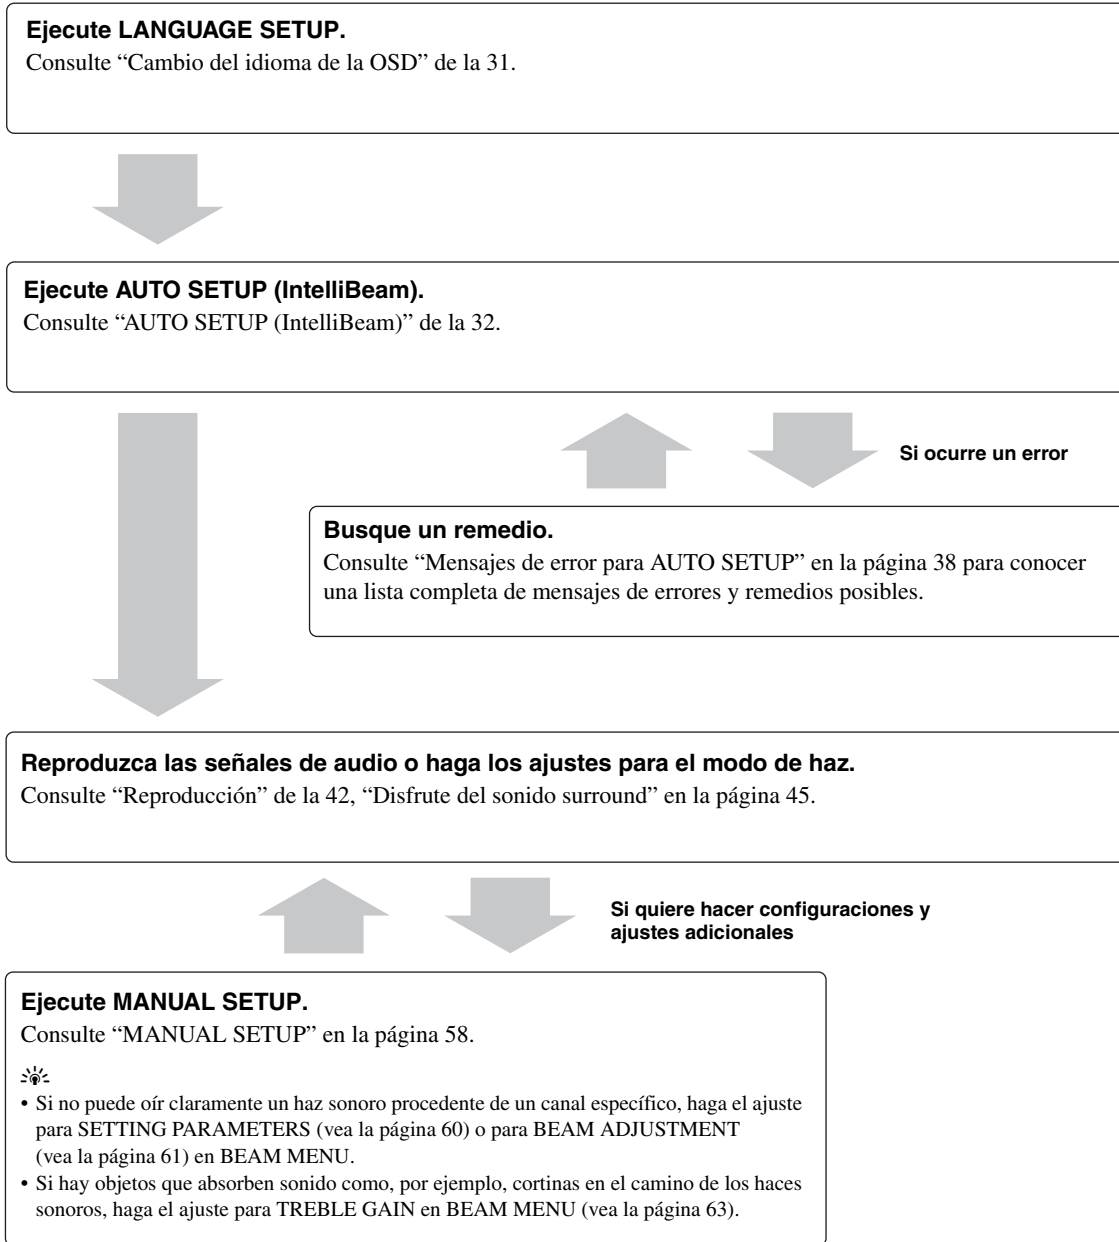 Ejecute LANGUAGE SETUP.
Consulte “Cambio del idioma de la OSD” de la 31.
Ejecute AUTO SETUP (IntelliBeam).
Consulte “AUTO SETUP (IntelliBeam)” de la 32.
Si ocurre un error
Busque un remedio.
Consulte “Mensajes de error para AUTO SETUP” en la página 38 para conocer
una lista completa de mensajes de errores y remedios posibles.
Reproduzca las señales de audio o haga los ajustes para el modo de haz.
Consulte “Reproducción” de la 42, “Disfrute del sonido surround” en la página 45.
Si quiere hacer configuraciones y
ajustes adicionales
Ejecute MANUAL SETUP.
Consulte “MANUAL SETUP” en la página 58.
• Si no puede oír claramente un haz sonoro procedente de un canal específico, haga el ajuste
para SETTING PARAMETERS (vea la página 60) o para BEAM ADJUSTMENT
(vea la página 61) en BEAM MENU.
• Si hay objetos que absorben sonido como, por ejemplo, cortinas en el camino de los haces
sonoros, haga el ajuste para TREBLE GAIN en BEAM MENU (vea la página 63).